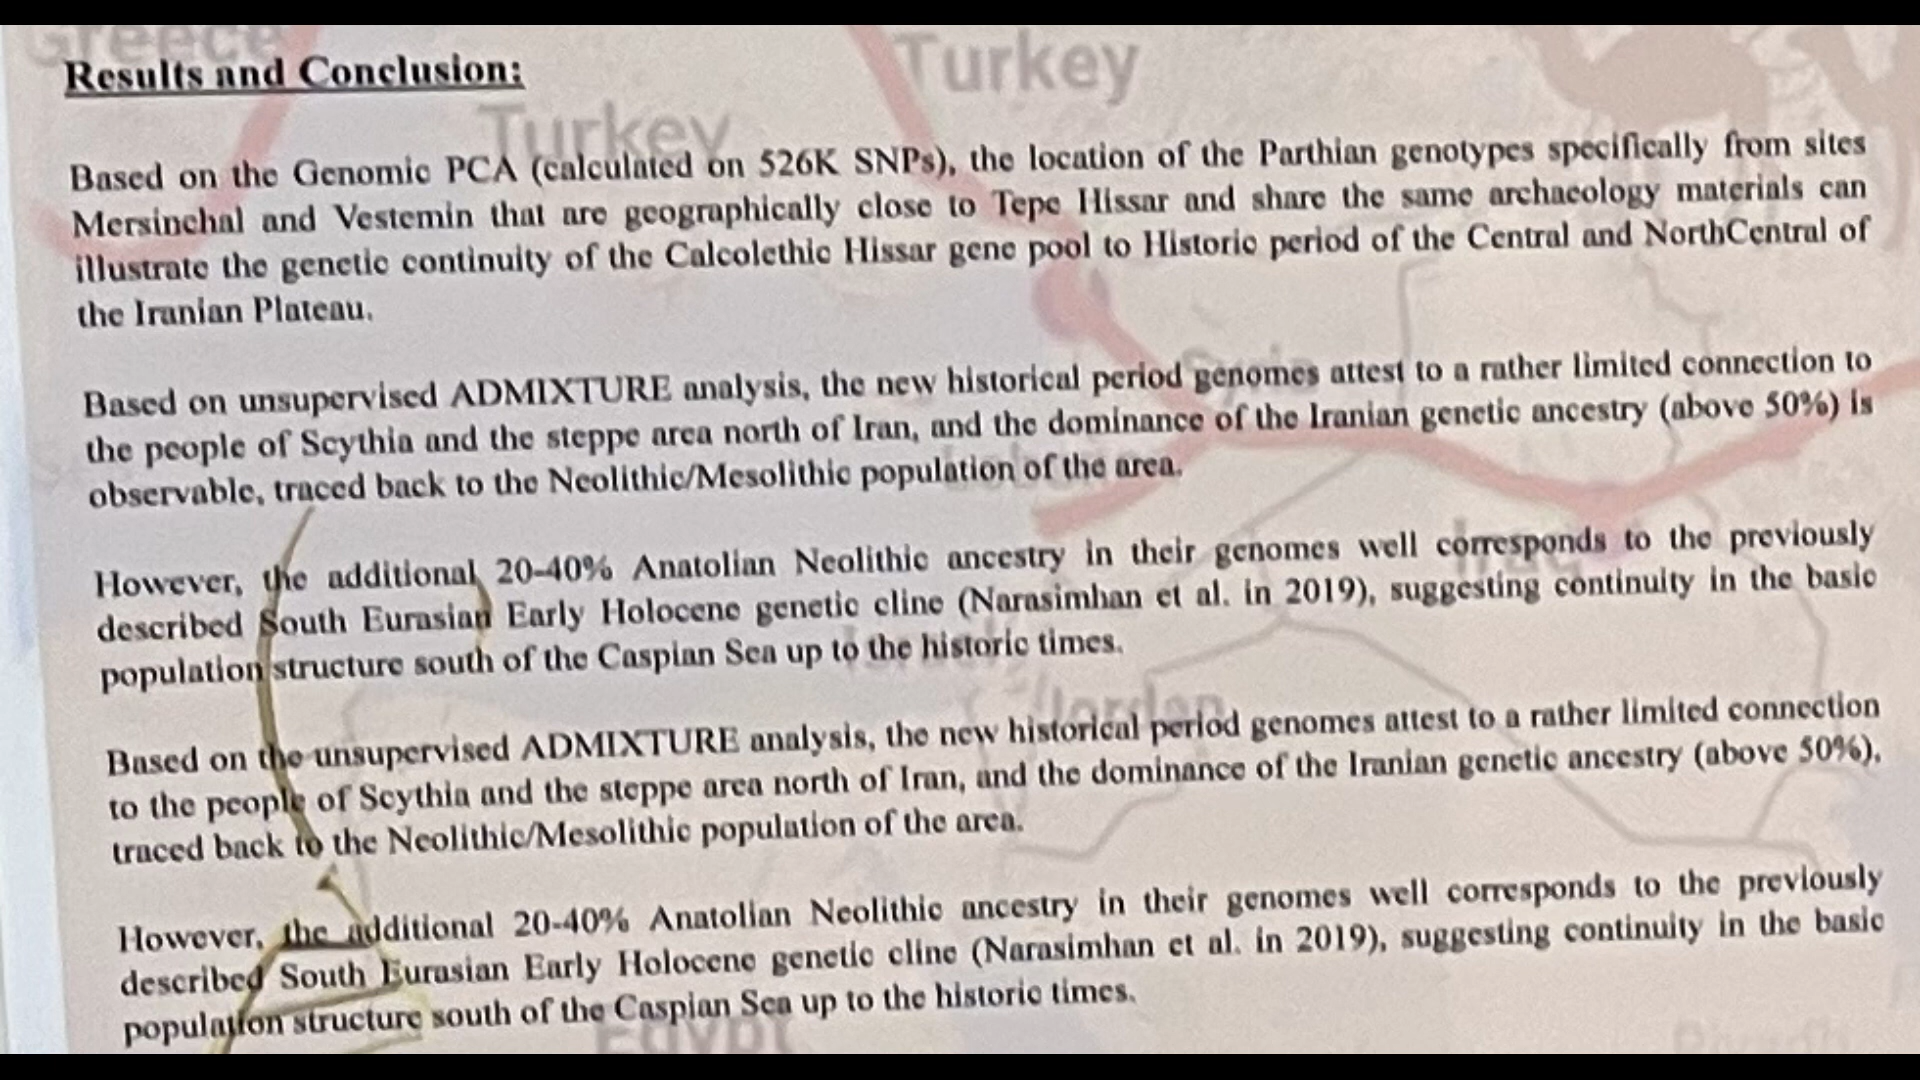 Greece
Turkey
Results and Conclusion:
Turkey
Based on the Genomic PCA (calculated on 526K SNPs), the location of the Parthian genotypes specifically from sites
Mersinchal and Vestemin that are geographically close to Tepe Hissar and share the same archaeology materials can
illustrate the genetic continuity of the Calcolethic Hissar gene pool to Historic period of the Central and NorthCentral of
the Iranian Plateau.
Syria
Based on unsupervised ADMIXTURE analysis, the new historical period genomes attest to a rather limited connection to
the people of Scythia and the steppe area north of Iran, and the dominance of the Iranian genetic ancestry (above 50%) is
observable, traced back to the Neolithic/Mesolithic population of the area.
Iraq
However, the additional 20-40% Anatolian Neolithic ancestry in their genomes well corresponds to the previously
described South Eurasian Early Holocene genetic cline (Narasimhan et al. in 2019), suggesting continuity in the basic
population structure south of the Caspian Sea up to the historic times.
Jordan
Based on the unsupervised ADMIXTURE analysis, the new historical period genomes attest to a rather limited connection
to the people of Scythia and the steppe area north of Iran, and the dominance of the Iranian genetic ancestry (above 50%),
traced back to the Neolithic/Mesolithic population of the area.
However, the additional 20-40% Anatolian Neolithic ancestry in their genomes well corresponds to the previously
described South Eurasian Early Holocene genetic cline (Narasimhan et al. in 2019), suggesting continuity in the basic
population structure south of the Caspian Sea up to the historic times.
Egypt